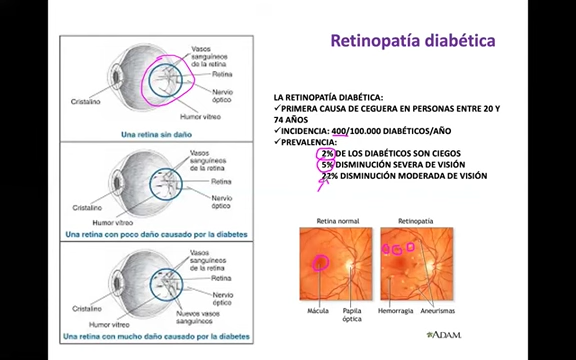 Retinopatía diabética
Vasos
sanguíneos
de la retina
Retina
Nervio
óptico
Cristalino
Humor vítreo
Una retina sin daño
Vasos
sanguíneos
de la retina
Retina
Nervio
óptico
Cristalino
Humor vítreo
Una retina con poco daño causado por la diabetes
Vasos
sanguíneos
de la retina
Retina
Nervio
óptico
Cristalino
Humor vítreo
Nuevos vasos
sanguíneos
Una retina con mucho daño causado por la diabetes
LA RETINOPATÍA DIABÉTICA:
✓PRIMERA CAUSA DE CEGUERA EN PERSONAS ENTRE 20 Y
74 AÑOS
✓INCIDENCIA: 400/100.000 DIABÉTICOS/AÑO
✓PREVALENCIA:
2% DE LOS DIABÉTICOS SON CIEGOS
5% DISMINUCIÓN SEVERA DE VISIÓN
22% DISMINUCIÓN MODERADA DE VISIÓN
Retina normal
Retinopatía
Mácula
Papila
óptica
Hemorragia
Aneurismas
ADAM